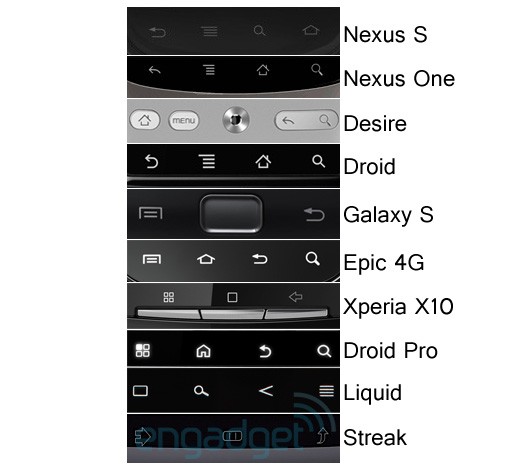 Nexus S
Nexus One
MENU Desire
Droid
Galaxy S
Epic 4G
Xperia X10
Droid Pro
Liquid
engadget Streak